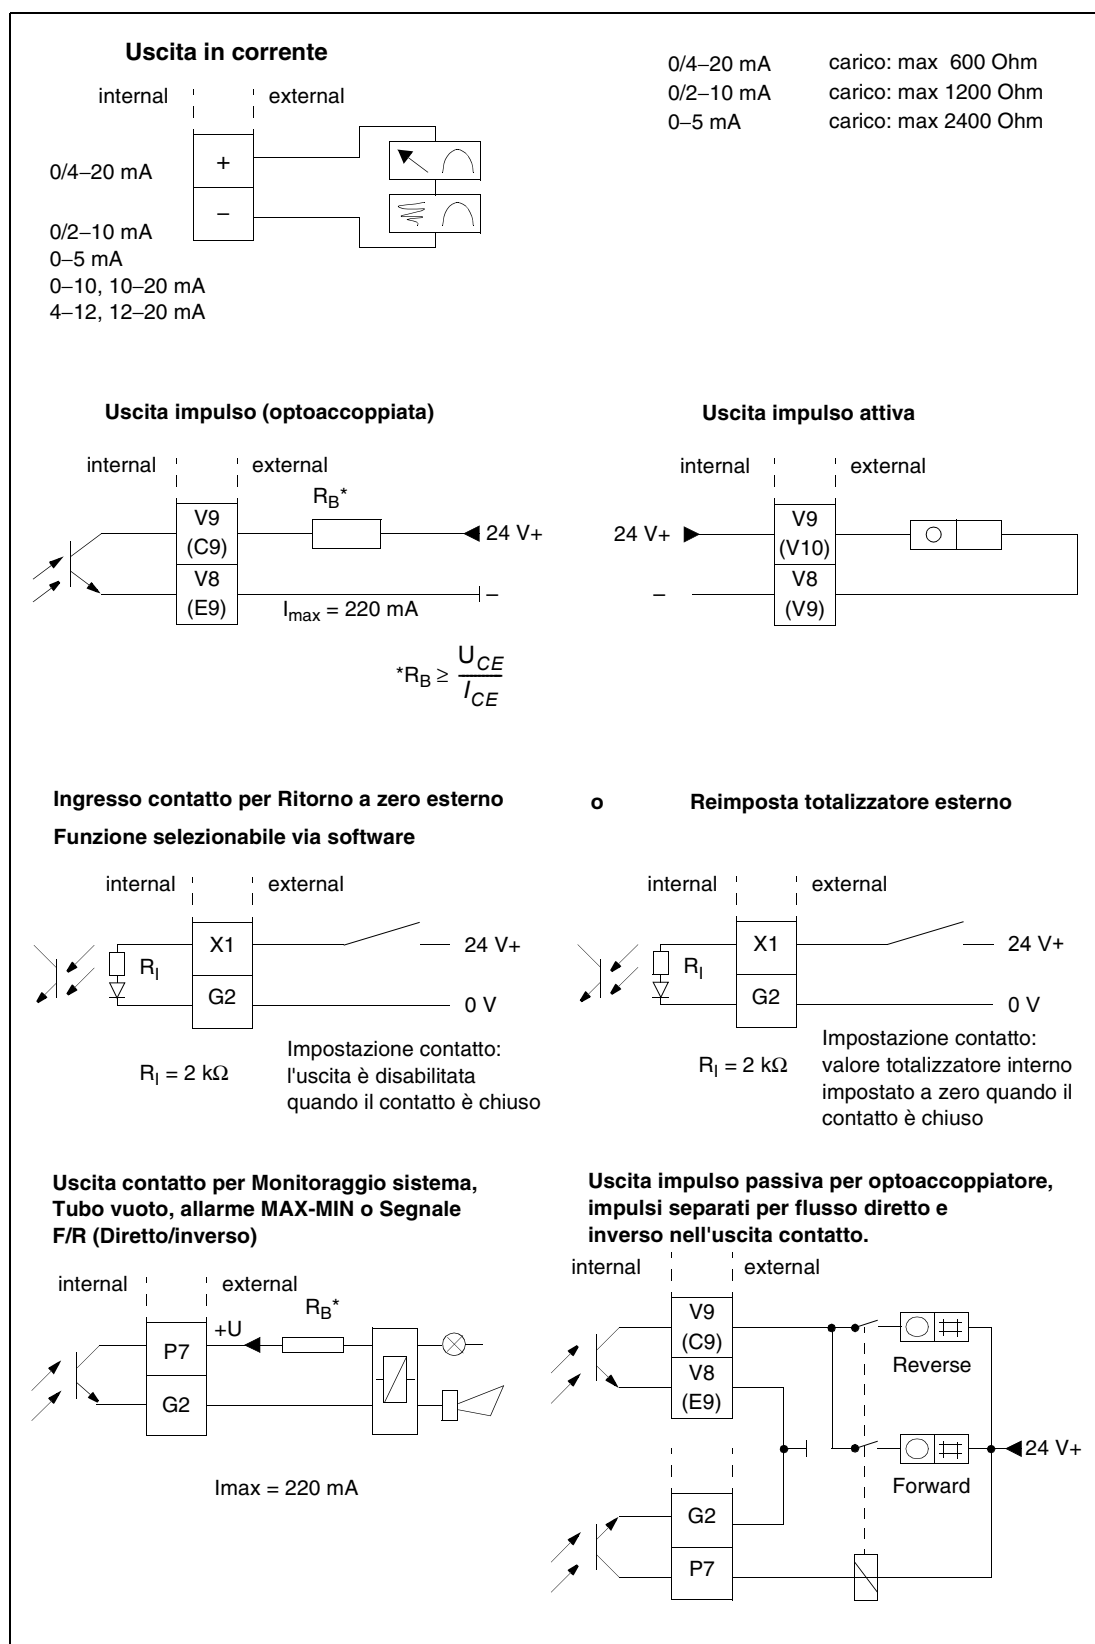 Uscita in corrente
0/4–20 mA carico: max 600 Ohm
0/2–10 mA carico: max 1200 Ohm
0–5 mA carico: max 2400 Ohm
internal external
+
0/4–20 mA
–
0/2–10 mA
0–5 mA
0–10, 10–20 mA
4–12, 12–20 mA
Uscita impulso (optoaccoppiata)
internal external
RB*
V9
(C9)
24 V+
V8
(E9)
–
Imax = 220 mA
*RB ≥ UCE
ICE
Uscita impulso attiva
internal external
24 V+
V9
(V10)
–
V8
(V9)
Ingresso contatto per Ritorno a zero esterno o Reimposta totalizzatore esterno
Funzione selezionabile via software
internal external
X1
24 V+
RI
G2
0 V
RI = 2 kΩ
Impostazione contatto:
l'uscita è disabilitata
quando il contatto è chiuso
internal external
X1
24 V+
RI
G2
0 V
RI = 2 kΩ
Impostazione contatto:
valore totalizzatore interno
impostato a zero quando il
contatto è chiuso
Uscita contatto per Monitoraggio sistema,
Tubo vuoto, allarme MAX-MIN o Segnale
F/R (Diretto/inverso)
internal external
RB*
+U
P7
G2
Imax = 220 mA
Uscita impulso passiva per optoaccoppiatore,
impulsi separati per flusso diretto e
inverso nell'uscita contatto.
internal external
V9
(C9)
Reverse
V8
(E9)
24 V+
Forward
G2
P7